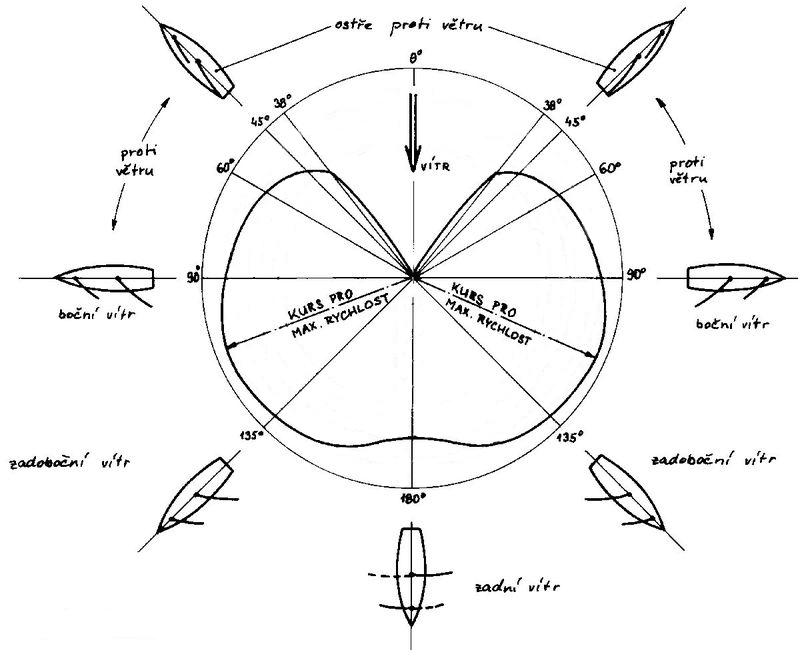 ostře proti větru
0°
38°
38°
45°
45°
60°
60°
proti
větru
proti
větru
VÍTR
90°
90°
boční vítr
boční vítr
KURS PRO
MAX. RYCHLOST
KURS PRO
MAX. RYCHLOST
135°
135°
zadoboční vítr
zadoboční vítr
180°
zadní vítr